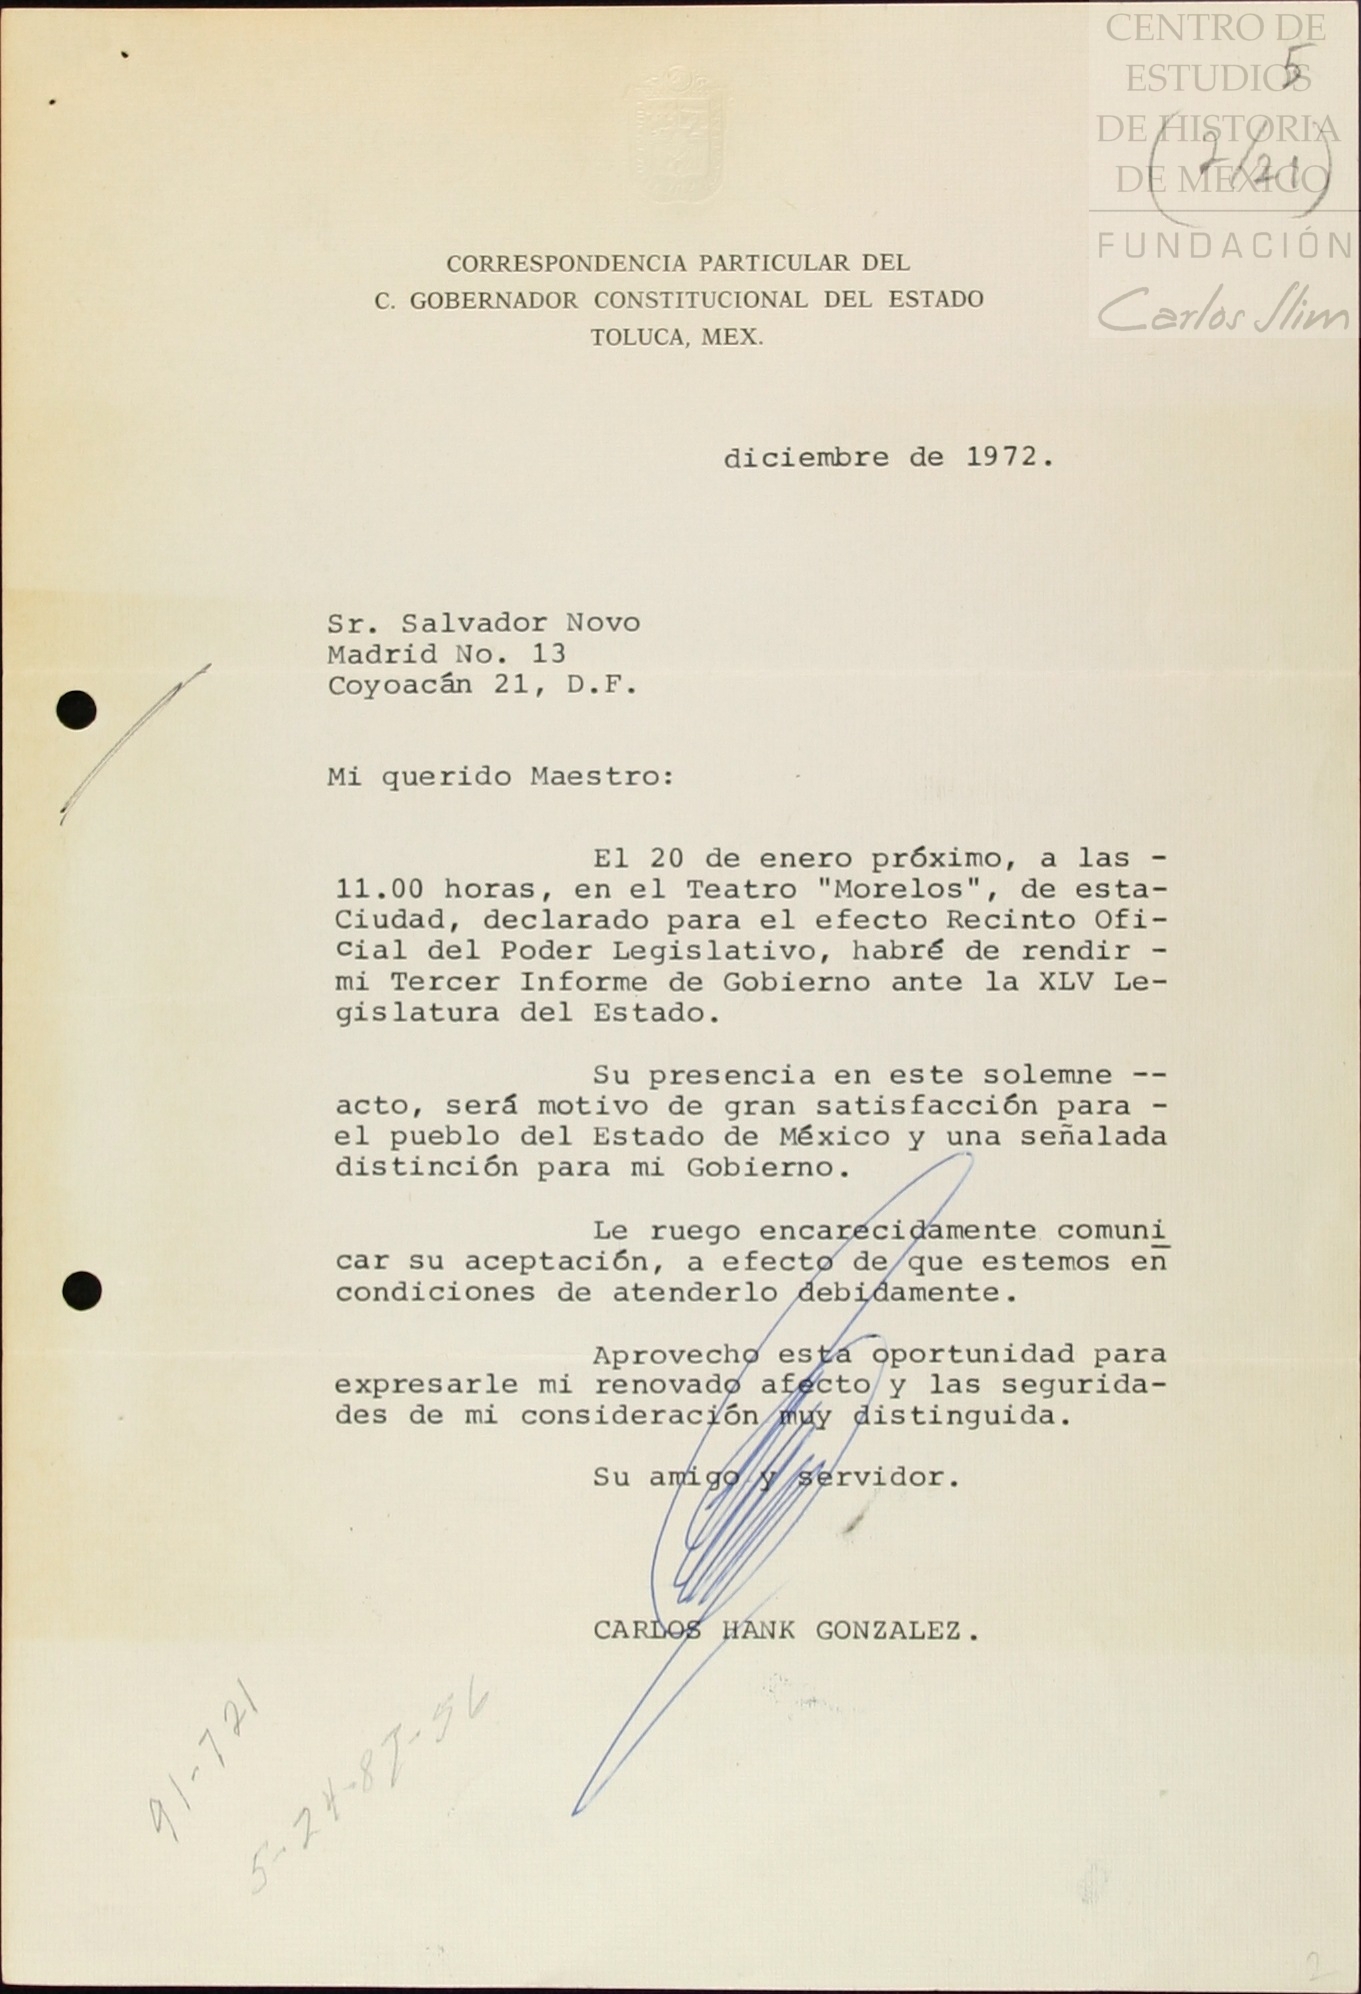 CENTRO DE
ESTUDIOS
DE HISTORIA
DE MÉXICO
FUNDACIÓN
Carlos Slim
5
CORRESPONDENCIA PARTICULAR DEL
C. GOBERNADOR CONSTITUCIONAL DEL ESTADO
TOLUCA, MEX.
diciembre de 1972.
Sr. Salvador Novo
Madrid No. 13
Coyoacán 21, D.F.
Mi querido Maestro:
El 20 de enero próximo, a las -
11.00 horas, en el Teatro "Morelos", de esta-
Ciudad, declarado para el efecto Recinto Ofi-
cial del Poder Legislativo, habré de rendir -
mi Tercer Informe de Gobierno ante la XLV Le-
gislatura del Estado.
Su presencia en este solemne --
acto, será motivo de gran satisfacción para -
el pueblo del Estado de México y una señalada
distinción para mi Gobierno.
Le ruego encarecidamente comuni
car su aceptación, a efecto de que estemos en
condiciones de atenderlo debidamente.
Aprovecho esta oportunidad para
expresarle mi renovado afecto y las segurida-
des de mi consideración muy distinguida.
Su amigo y servidor.
CARLOS HANK GONZALEZ.
91-721
5-24-87-56
2